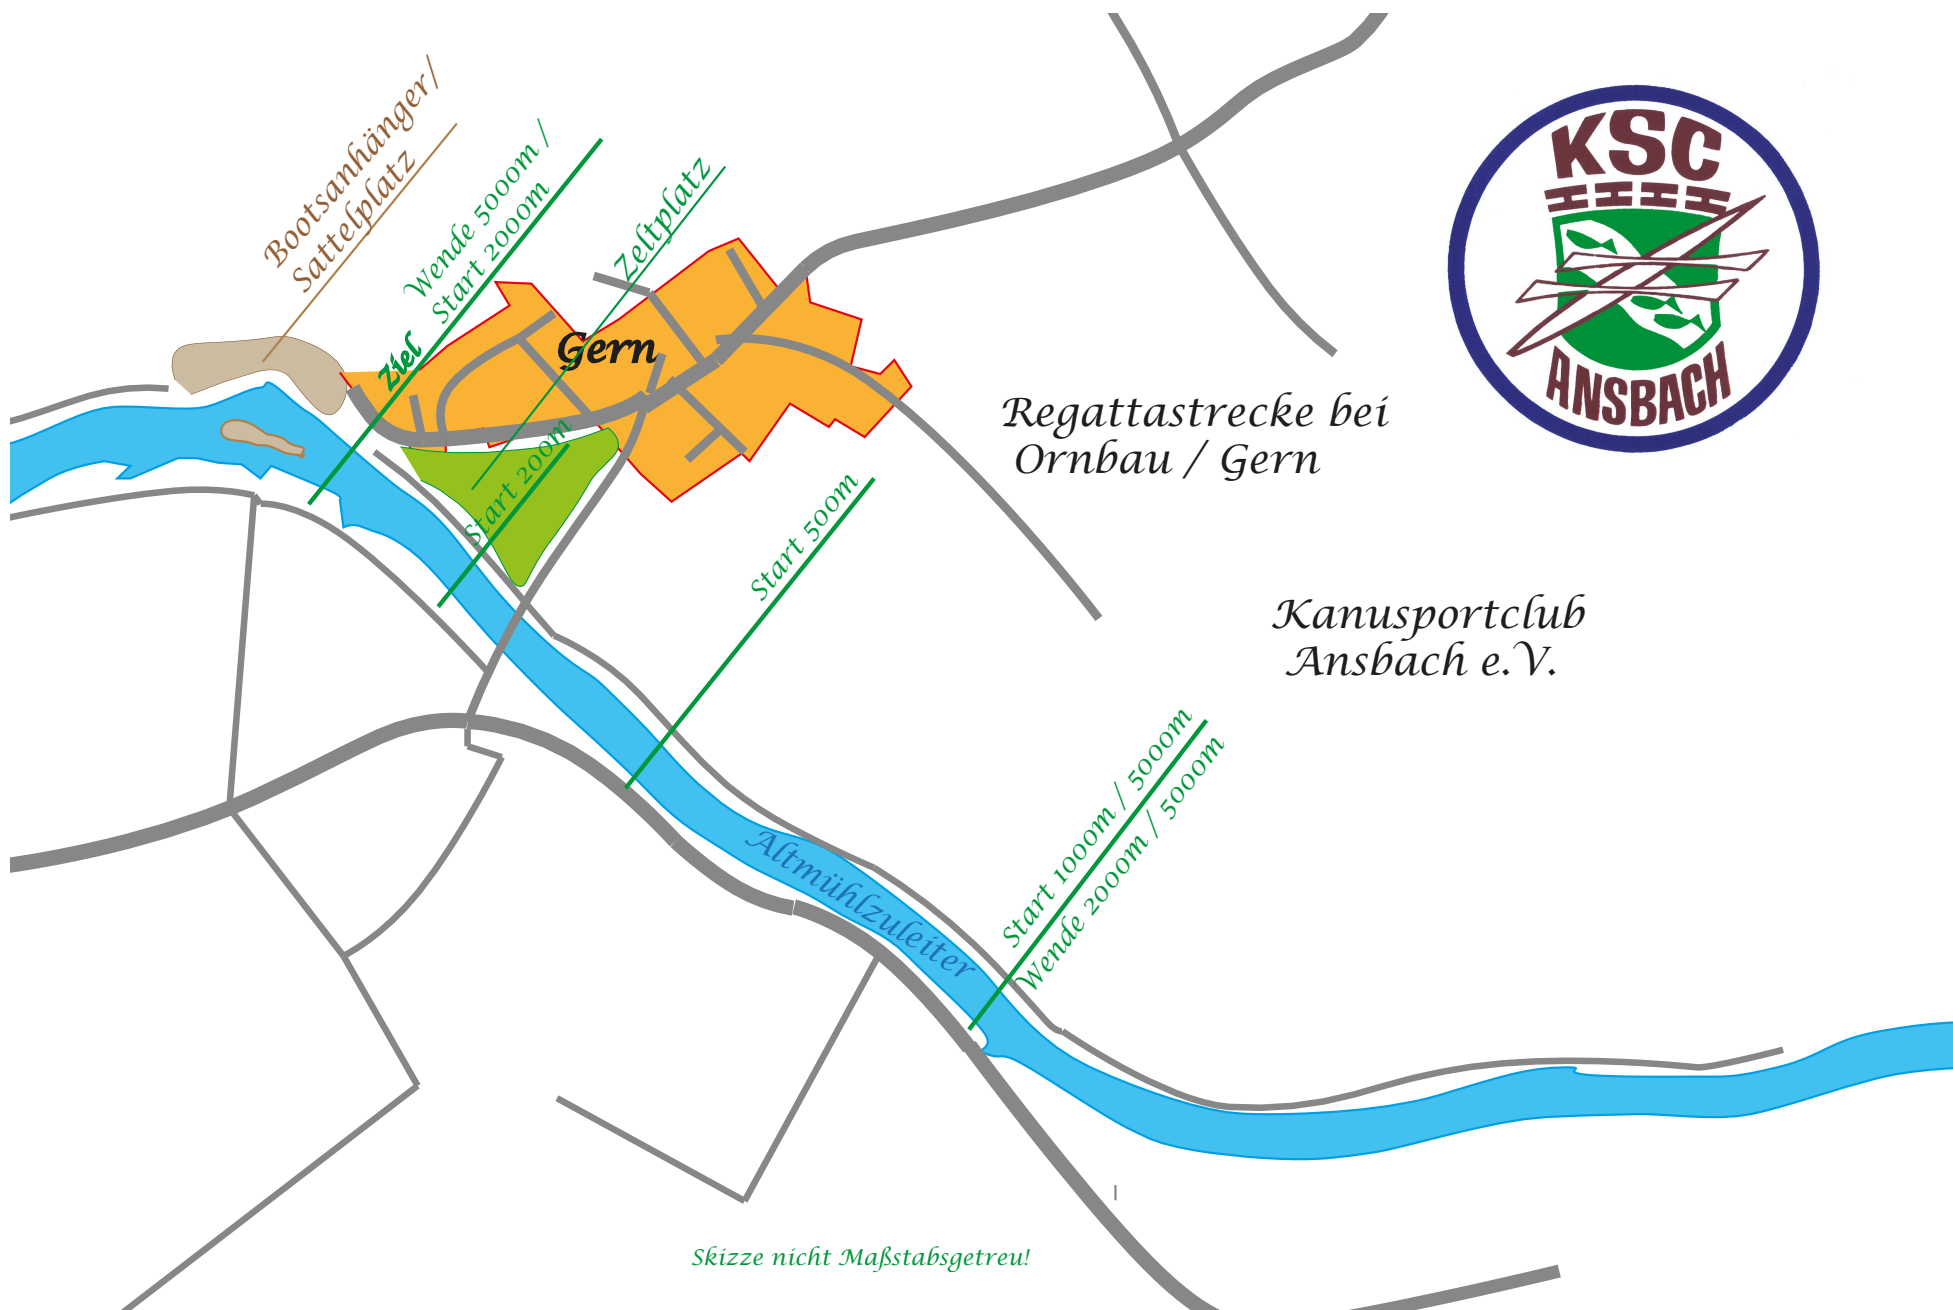 Bootsanhänger/
Sattelplatz
Wende 5000m /
Start 2000m
Ziel
Zeltplatz
Gern
Start 200m
Start 500m
KSC
ANSBACH
Regattastrecke bei
Ornbau / Gern
Kanusportclub
Ansbach e.V.
Start 1000m / 5000m
Wende 2000m / 5000m
Altmühlzuleiter
Skizze nicht Maßstabsgetreu!